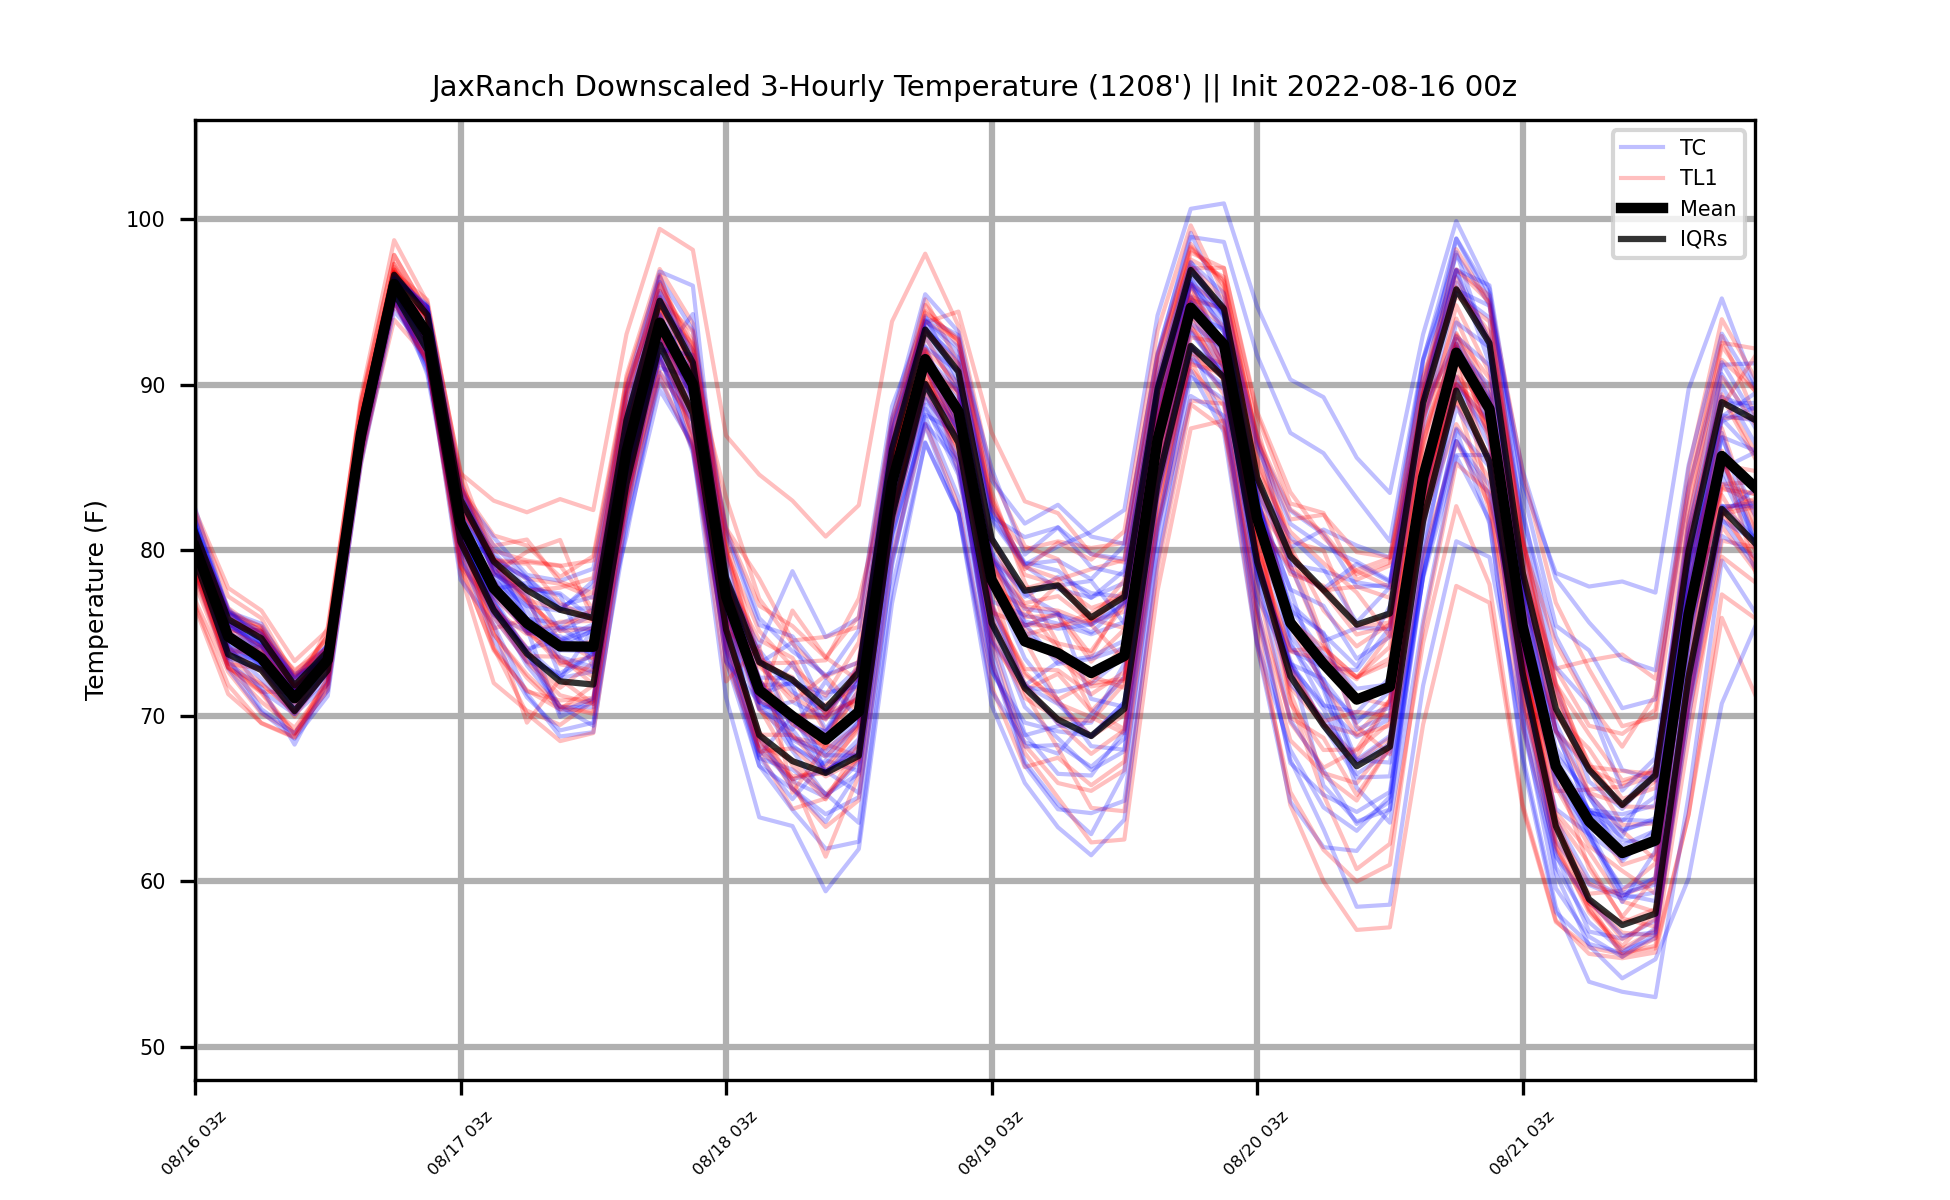 JaxRanch Downscaled 3-Hourly Temperature (1208') || Init 2022-08-16 00z
TC
TL1
Mean
IQRs
Temperature (F)
100
90
80
70
60
50
08/16 03z
08/17 03z
08/18 03z
08/19 03z
08/20 03z
08/21 03z